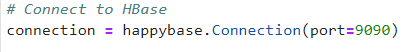 # Connect to HBase
connection = happybase.Connection(port=9090)